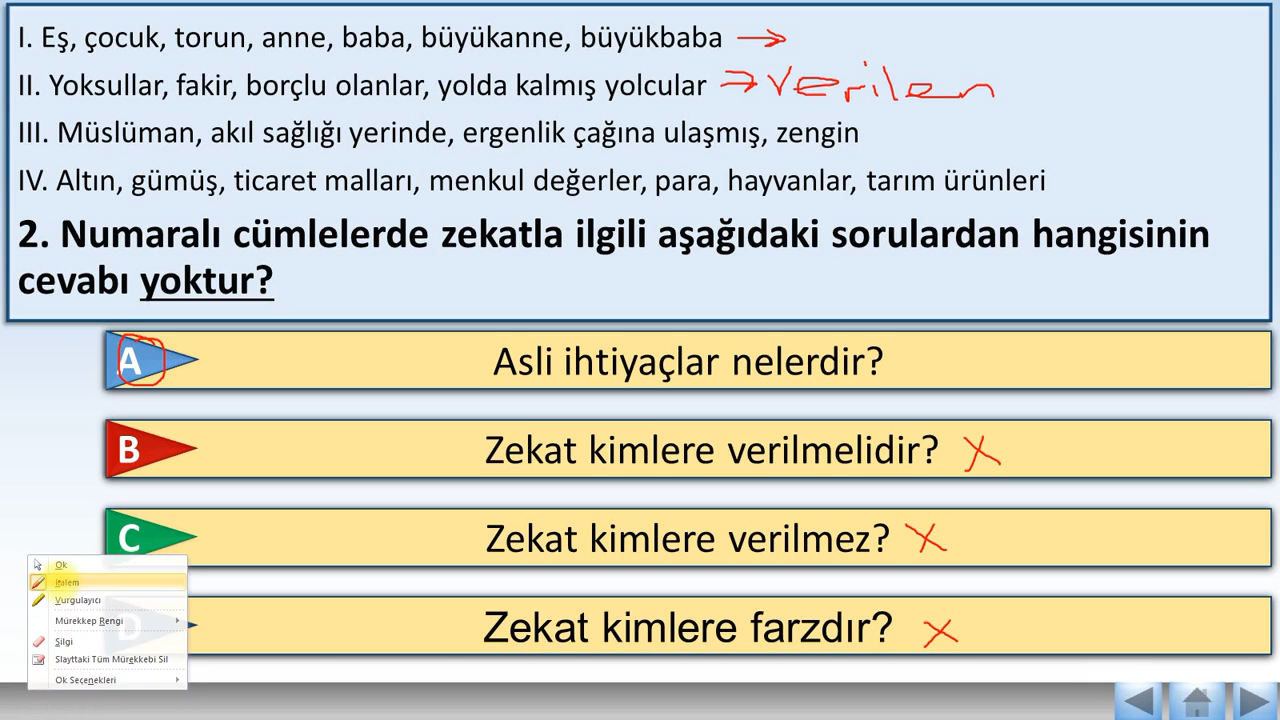 I. Eş, çocuk, torun, anne, baba, büyükanne, büyükbaba
II. Yoksullar, fakir, borçlu olanlar, yolda kalmış yolcular → verilen
III. Müslüman, akıl sağlığı yerinde, ergenlik çağına ulaşmış, zengin
IV. Altın, gümüş, ticaret malları, menkul değerler, para, hayvanlar, tarım ürünleri
2. Numaralı cümlelerde zekatla ilgili aşağıdaki sorulardan hangisinin
cevabı yoktur?
A Asli ihtiyaçlar nelerdir?
B Zekat kimlere verilmelidir?
C Zekat kimlere verilmez?
D Zekat kimlere farzdır?
Ok
Kalem
Vurgulayıcı
Mürekkep Rengi
Silgi
Slayttaki Tüm Mürekkebi Sil
Ok Seçenekleri